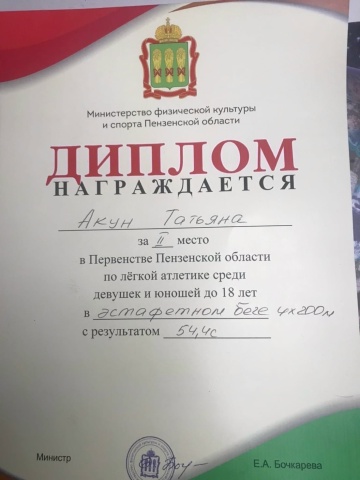 Министерство физической культуры
и спорта Пензенской области
ДИПЛОМ
НАГРАЖДАЕТСЯ
Акун Татьяна
за II место
в Первенстве Пензенской области
по лёгкой атлетике среди
девушек и юношей до 18 лет
в эстафетном беге 4х200м
с результатом 54,4с
Министр Е.А. Бочкарева